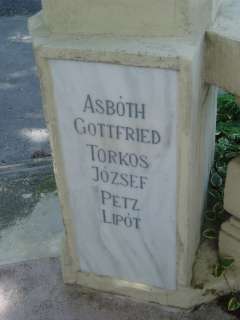 ASBÓTH
GOTTFRIED
TORKOS
JÓZSEF
PETZ
LIPÓT